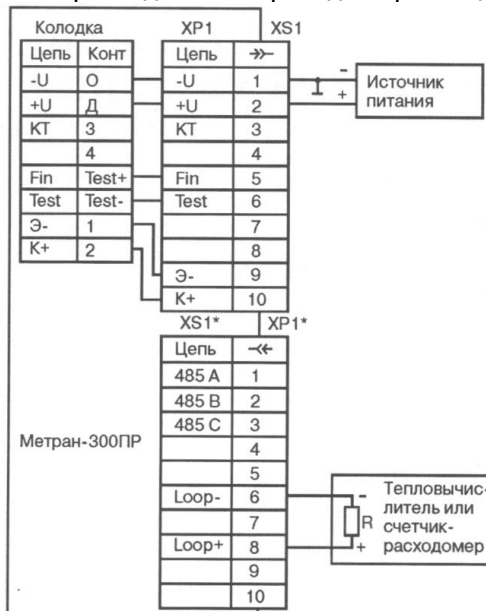 Колодка XP1 XS1
Цепь Конт Цепь
-U О -U 1 -
+U Д +U 2 +
Источник питания
КТ 3 КТ 3
4 4
Fin Test+ Fin 5
Test Test- Test 6
Э- 1 7
К+ 2 8
Э- 9
К+ 10
XS1* XP1*
Цепь
485 A 1
485 B 2
485 C 3
Метран-300ПР 4
5
Loop- 6 -
7 R
Loop+ 8 +
Тепловычис-
литель или
счетчик-
расходомер
9
10